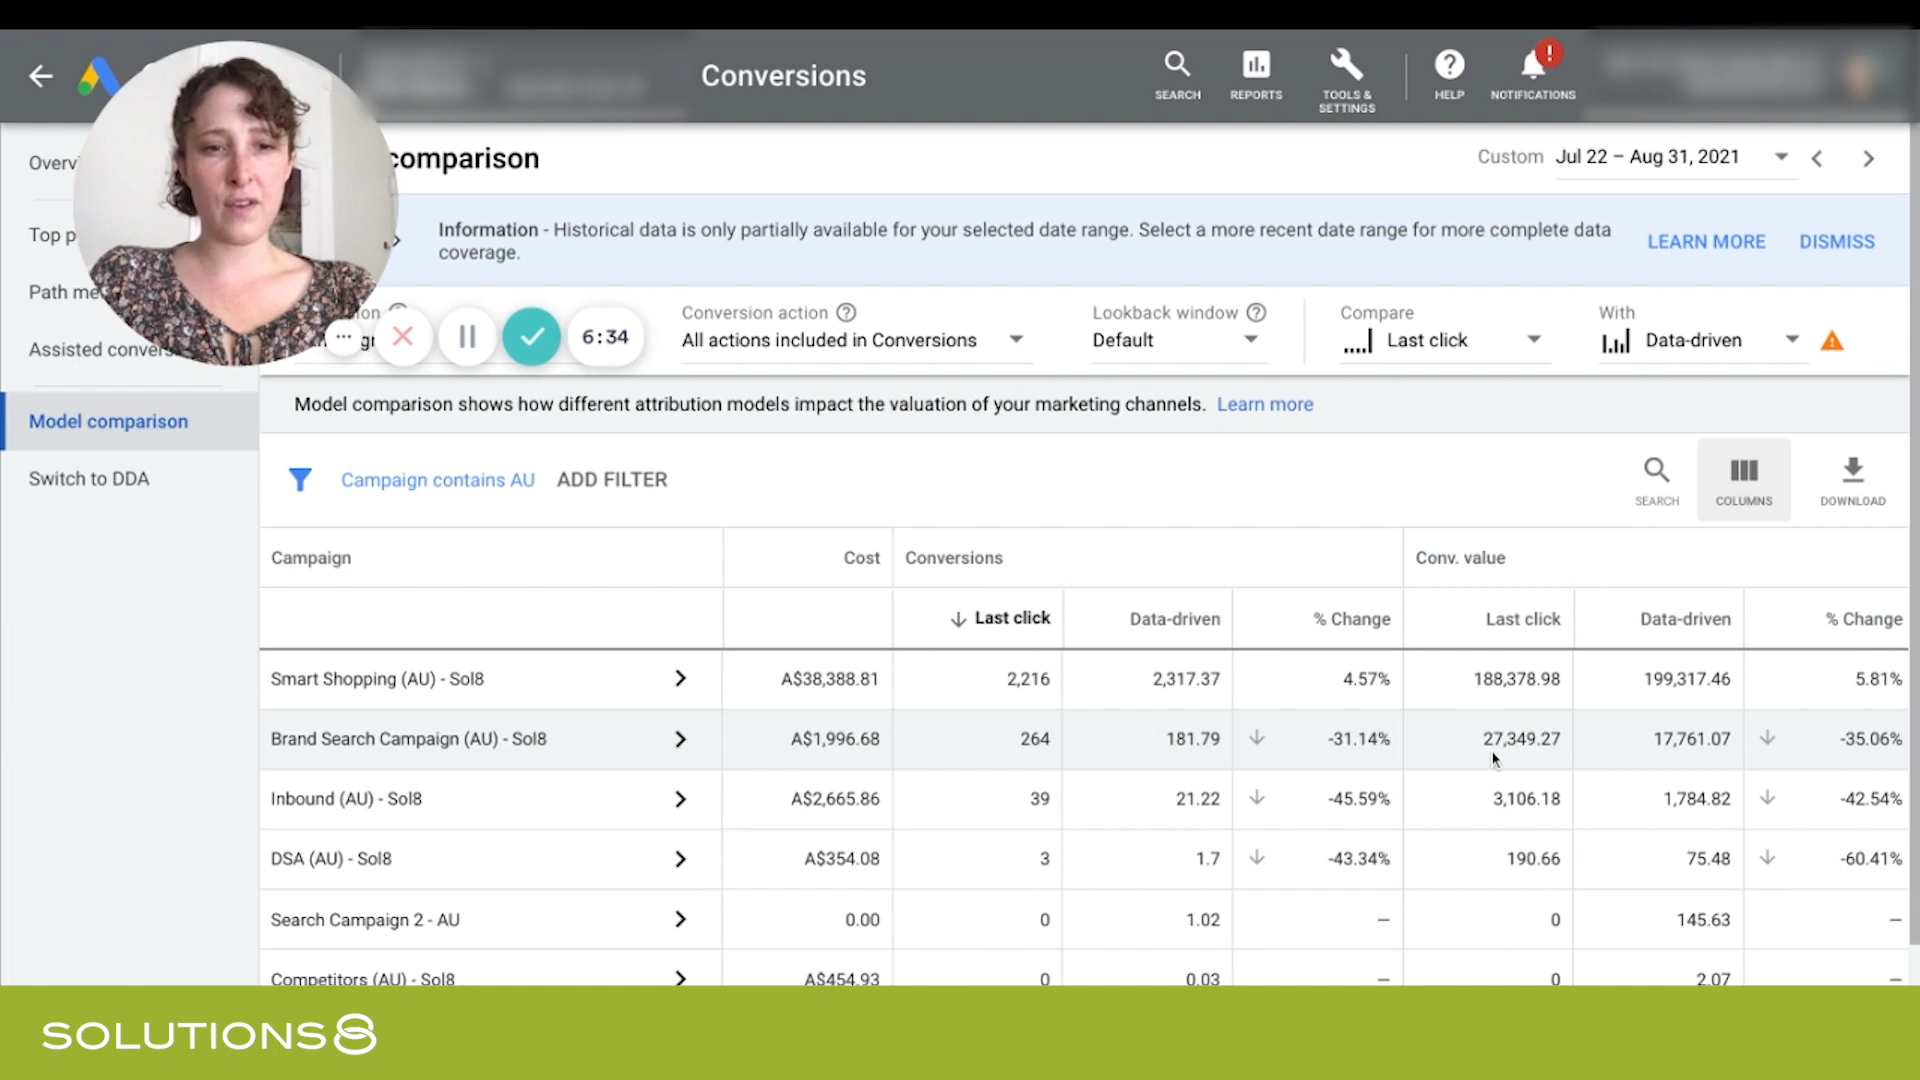 Conversions
SEARCH
REPORTS
TOOLS &
SETTINGS
HELP
NOTIFICATIONS
comparison
Custom Jul 22 – Aug 31, 2021
Information - Historical data is only partially available for your selected date range. Select a more recent date range for more complete data
coverage.
LEARN MORE DISMISS
Conversion action
All actions included in Conversions
Lookback window
Default
Compare
Last click
With
Data-driven
6:34
Overv
Top p
Path me
Assisted convers
Model comparison
Switch to DDA
Model comparison shows how different attribution models impact the valuation of your marketing channels. Learn more
Campaign contains AU ADD FILTER
SEARCH COLUMNS DOWNLOAD
Campaign Cost Conversions Conv. value
Last click Data-driven % Change Last click Data-driven % Change
Smart Shopping (AU) - Sol8 A$38,388.81 2,216 2,317.37 4.57% 188,378.98 199,317.46 5.81%
Brand Search Campaign (AU) - Sol8 A$1,996.68 264 181.79 -31.14% 27,349.27 17,761.07 -35.06%
Inbound (AU) - Sol8 A$2,665.86 39 21.22 -45.59% 3,106.18 1,784.82 -42.54%
DSA (AU) - Sol8 A$354.08 3 1.7 -43.34% 190.66 75.48 -60.41%
Search Campaign 2 - AU 0.00 0 1.02 – 0 145.63 –
Competitors (AU) - Sol8 A$454.93 0 0.03 – 0 2.07 –
SOLUTIONS 8